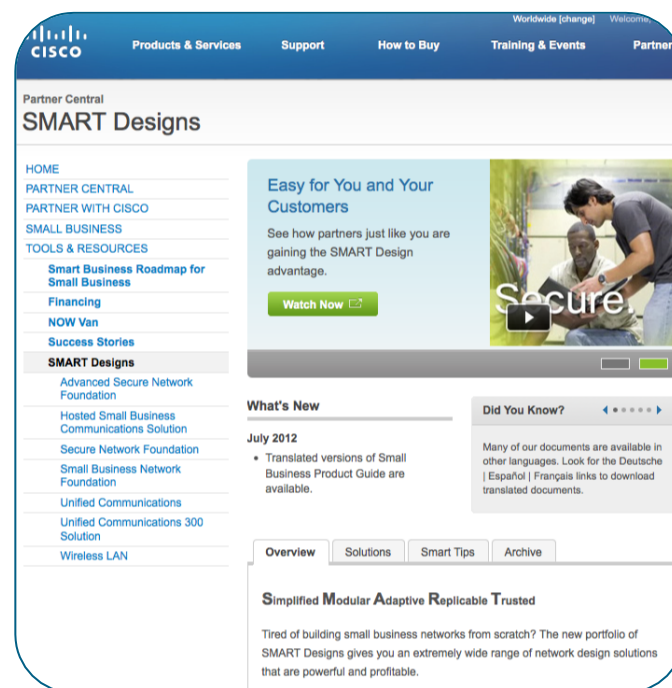 Worldwide [change] Welcome,
CISCO
Products & Services Support How to Buy Training & Events Partner
Partner Central
SMART Designs
HOME
PARTNER CENTRAL
PARTNER WITH CISCO
SMALL BUSINESS
TOOLS & RESOURCES
Smart Business Roadmap for
Small Business
Financing
NOW Van
Success Stories
SMART Designs
Advanced Secure Network
Foundation
Hosted Small Business
Communications Solution
Secure Network Foundation
Small Business Network
Foundation
Unified Communications
Unified Communications 300
Solution
Wireless LAN
Easy for You and Your
Customers
See how partners just like you are
gaining the SMART Design
advantage.
Watch Now
Secure.
What's New
July 2012
• Translated versions of Small
Business Product Guide are
available.
Did You Know?
Many of our documents are available in
other languages. Look for the Deutsche
| Español | Français links to download
translated documents.
Overview Solutions Smart Tips Archive
Simplified Modular Adaptive Replicable Trusted
Tired of building small business networks from scratch? The new portfolio of
SMART Designs gives you an extremely wide range of network design solutions
that are powerful and profitable.